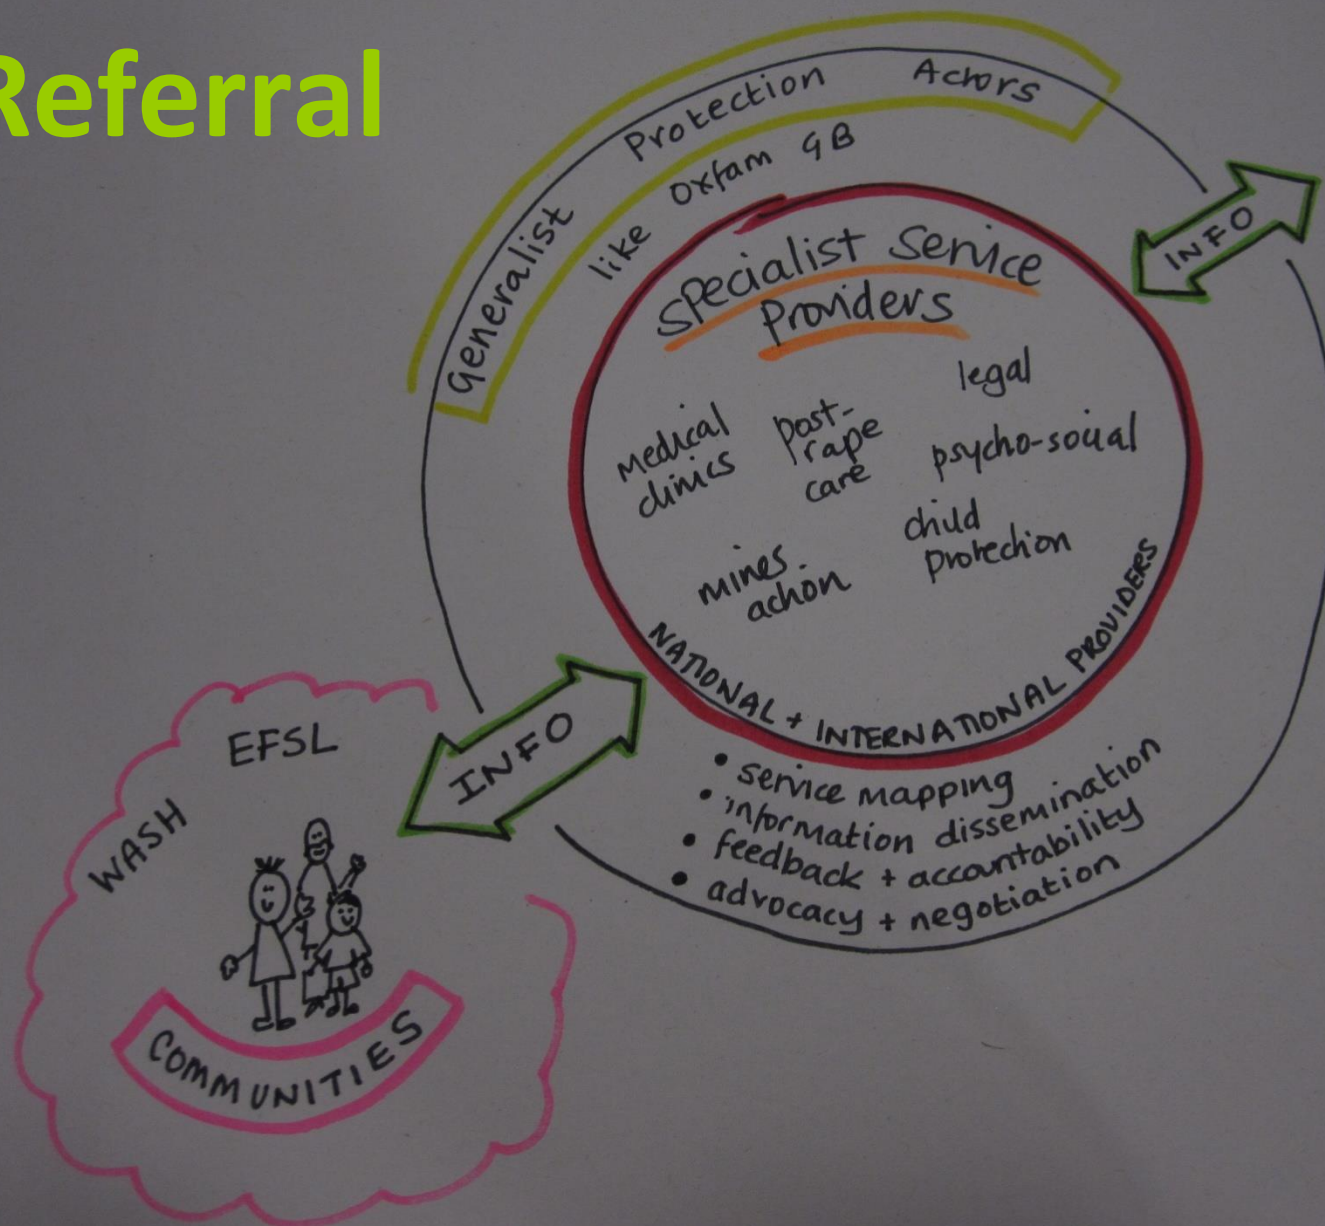 Referral
Generalist Protection Actors
like Oxfam GB
Specialist Service
Providers
legal
medical
clinics
post-
rape
care
psycho-social
child
protection
mines
action
NATIONAL + INTERNATIONAL PROVIDERS
INFO
• service mapping
• information dissemination
• feedback + accountability
• advocacy + negotiation
INFO
EFSL
WASH
COMMUNITIES